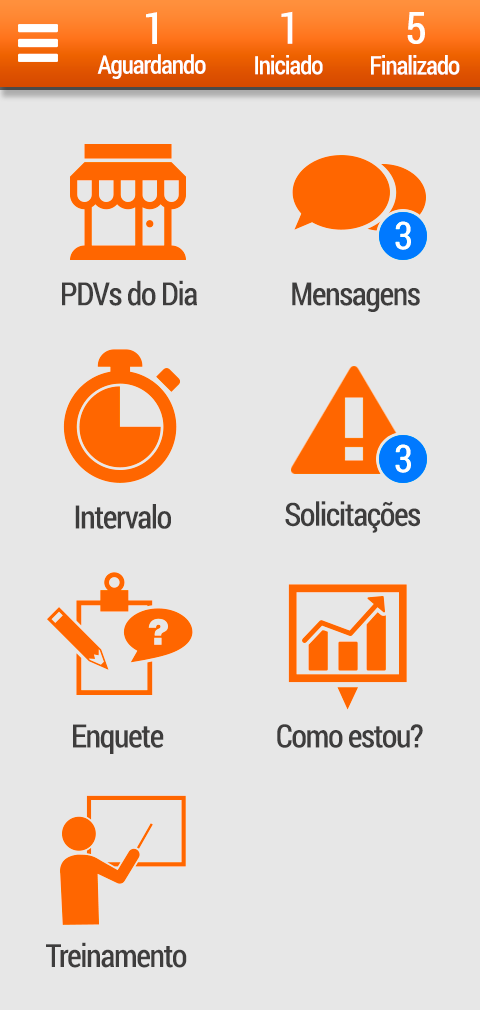 1 1 5
Aguardando Iniciado Finalizado
3
PDVs do Dia Mensagens
3
Intervalo Solicitações
?
Enquete Como estou?
Treinamento